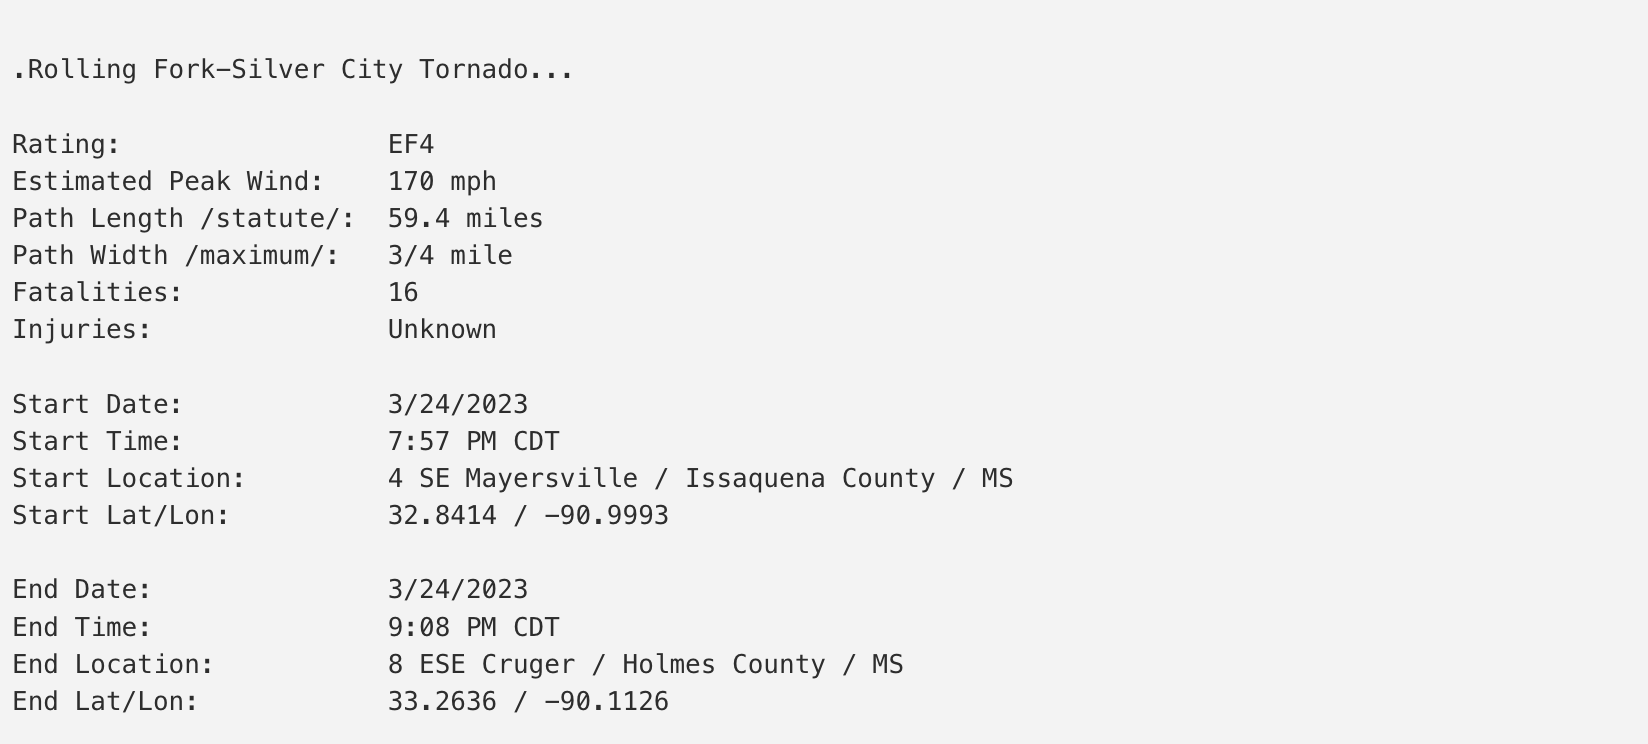 .Rolling Fork-Silver City Tornado...
Rating: EF4
Estimated Peak Wind: 170 mph
Path Length /statute/: 59.4 miles
Path Width /maximum/: 3/4 mile
Fatalities: 16
Injuries: Unknown
Start Date: 3/24/2023
Start Time: 7:57 PM CDT
Start Location: 4 SE Mayersville / Issaquena County / MS
Start Lat/Lon: 32.8414 / -90.9993
End Date: 3/24/2023
End Time: 9:08 PM CDT
End Location: 8 ESE Cruger / Holmes County / MS
End Lat/Lon: 33.2636 / -90.1126